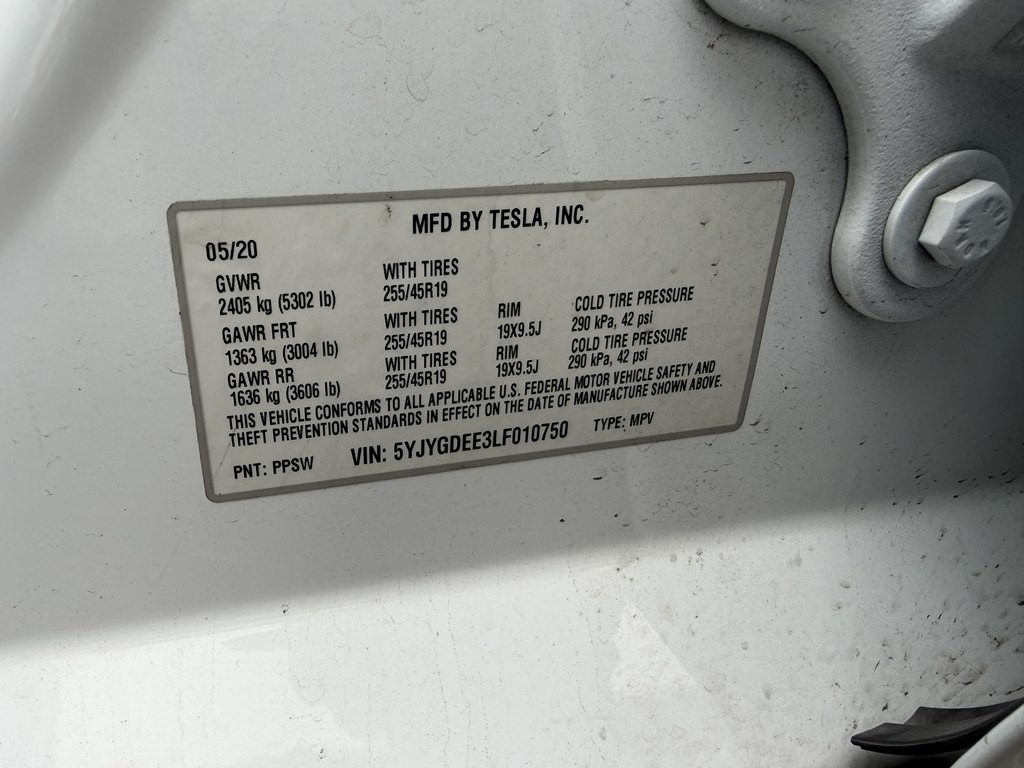 MFD BY TESLA, INC.
05/20
GVWR WITH TIRES
2405 kg (5302 lb) 255/45R19
GAWR FRT WITH TIRES RIM COLD TIRE PRESSURE
1363 kg (3004 lb) 255/45R19 19X9.5J 290 kPa, 42 psi
GAWR RR WITH TIRES RIM COLD TIRE PRESSURE
1636 kg (3606 lb) 255/45R19 19X9.5J 290 kPa, 42 psi
THIS VEHICLE CONFORMS TO ALL APPLICABLE U.S. FEDERAL MOTOR VEHICLE SAFETY AND
THEFT PREVENTION STANDARDS IN EFFECT ON THE DATE OF MANUFACTURE SHOWN ABOVE.
PNT: PPSW VIN: 5YJYGDEE3LF010750 TYPE: MPV